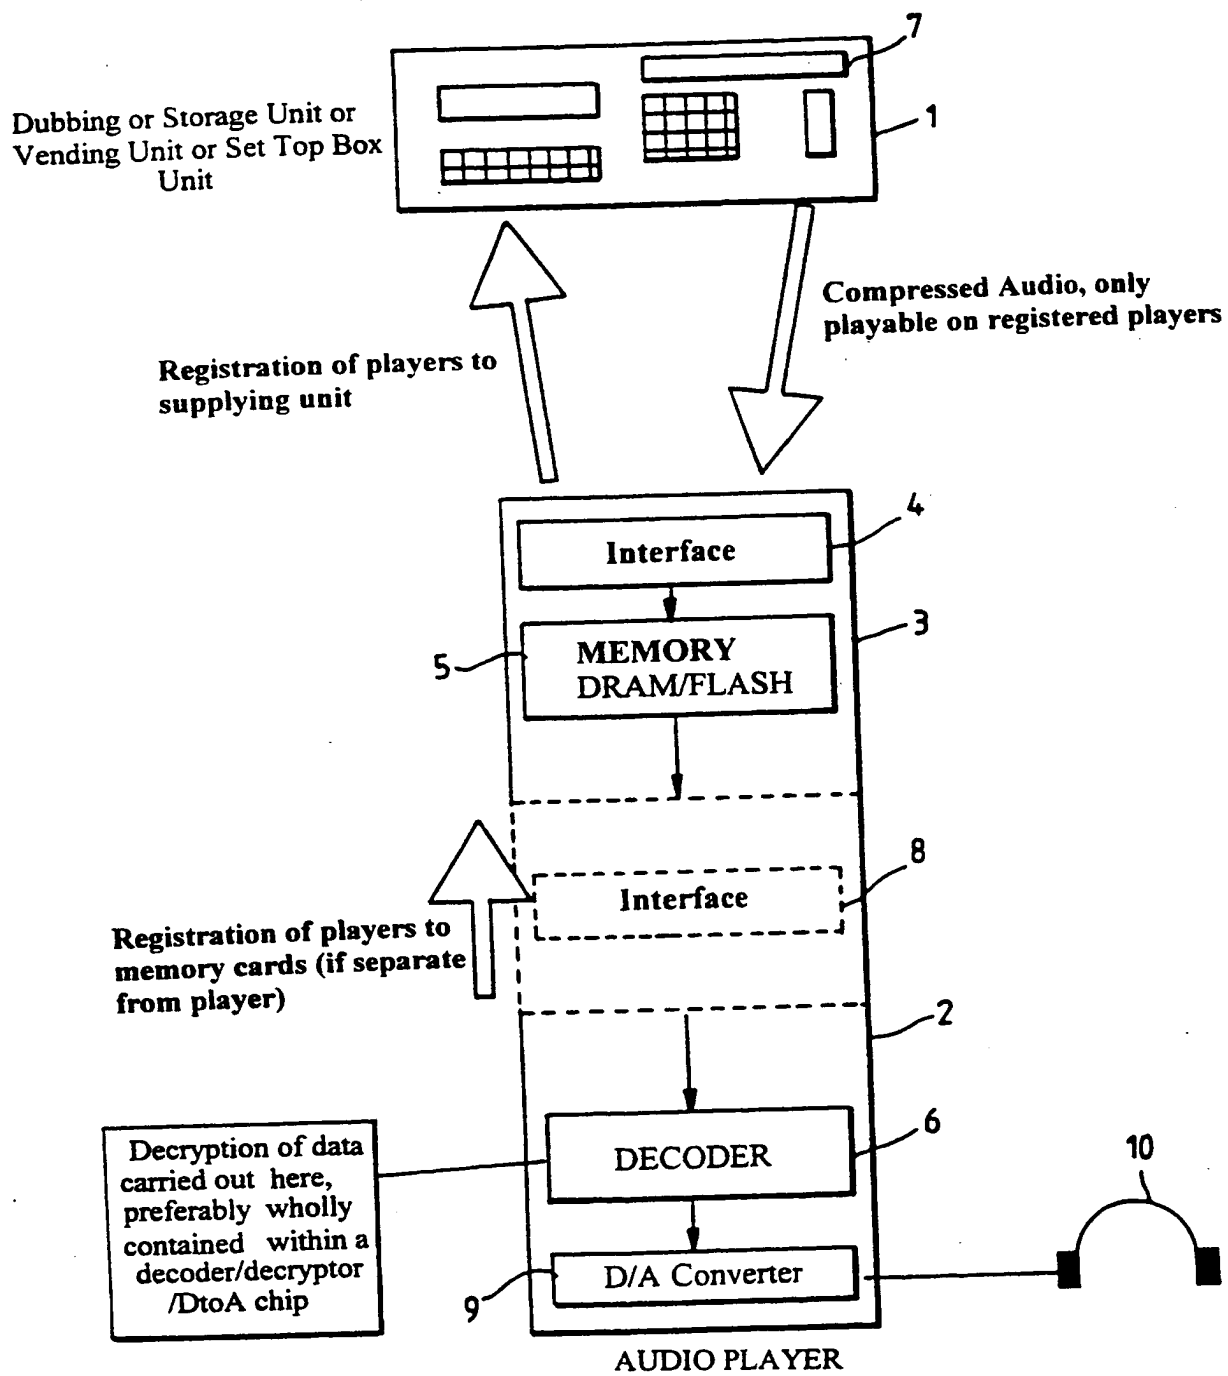 7
1
Dubbing or Storage Unit or
Vending Unit or Set Top Box
Unit
Compressed Audio, only
playable on registered players
Registration of players to
supplying unit
4
Interface
3
5
MEMORY
DRAM/FLASH
8
Interface
Registration of players to
memory cards (if separate
from player)
2
6
DECODER
Decryption of data
carried out here,
preferably wholly
contained within a
decoder/decryptor
/DtoA chip
10
9
D/A Converter
AUDIO PLAYER